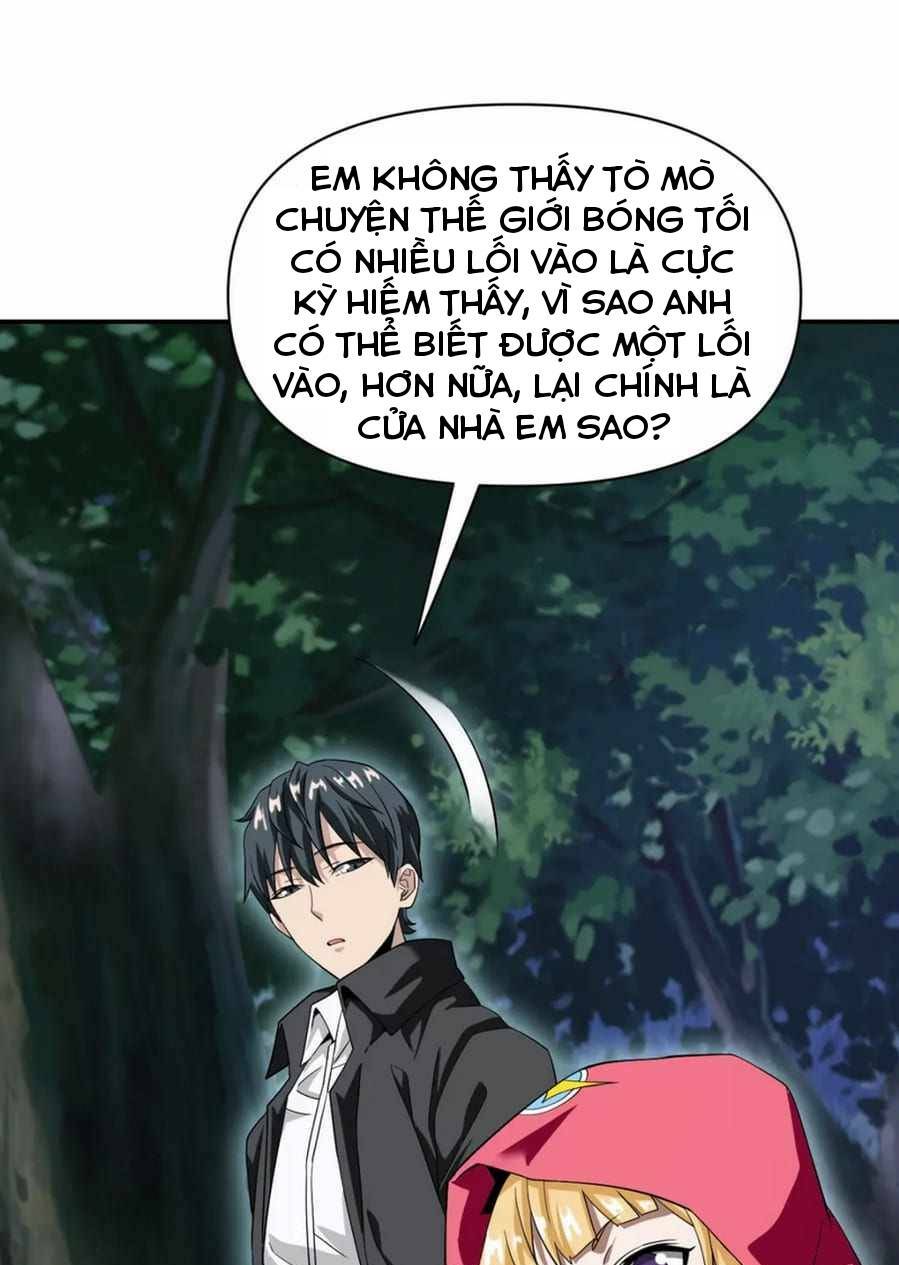 EM KHÔNG THẤY TÒ MÒ
CHUYỆN THẾ GIỚI BÓNG TỐI
CÓ NHIỀU LỐI VÀO LÀ CỰC
KỲ HIẾM THẤY, VÌ SAO ANH
CÓ THỂ BIẾT ĐƯỢC MỘT LỐI
VÀO, HƠN NỮA, LẠI CHÍNH LÀ
CỬA NHÀ EM SAO?